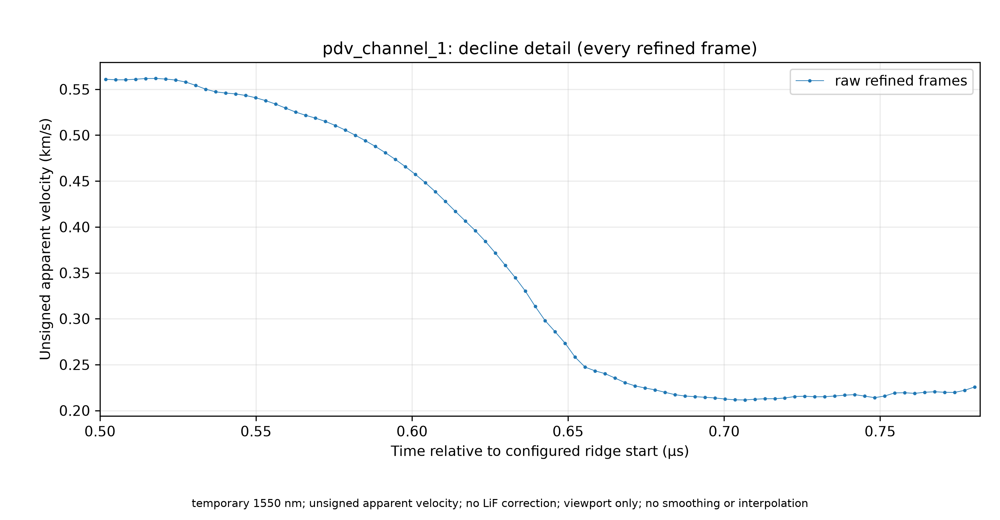 pdv_channel_1: decline detail (every refined frame)
raw refined frames
Unsigned apparent velocity (km/s)
0.55
0.50
0.45
0.40
0.35
0.30
0.25
0.20
0.50 0.55 0.60 0.65 0.70 0.75
Time relative to configured ridge start (µs)
temporary 1550 nm; unsigned apparent velocity; no LiF correction; viewport only; no smoothing or interpolation